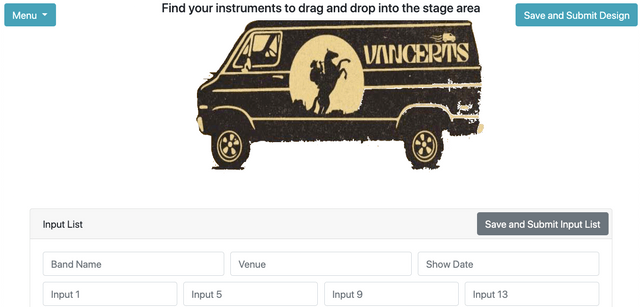 Menu
Find your instruments to drag and drop into the stage area
Save and Submit Design
VANCERTS
Input List
Save and Submit Input List
Band Name
Venue
Show Date
Input 1
Input 5
Input 9
Input 13